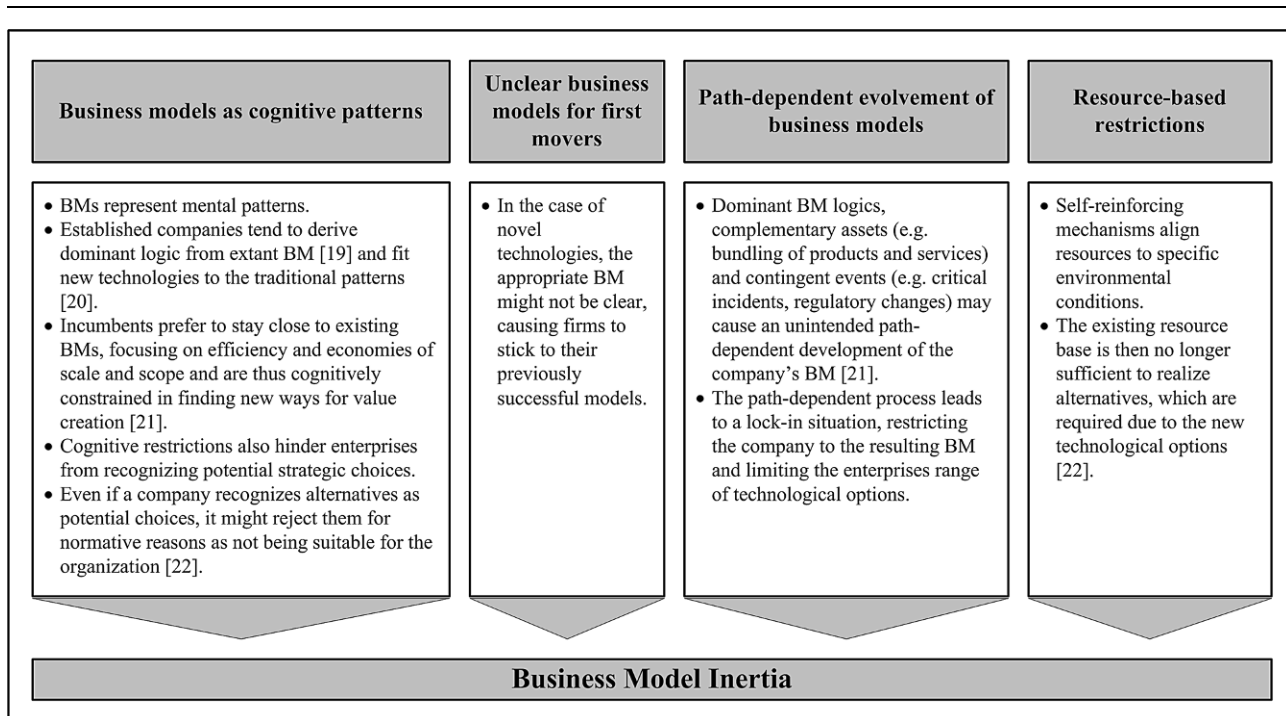 Business models as cognitive patterns
Unclear business
models for first
movers
Path-dependent evolvement of
business models
Resource-based
restrictions
• BMs represent mental patterns.
• Established companies tend to derive
dominant logic from extant BM [19] and fit
new technologies to the traditional patterns
[20].
• Incumbents prefer to stay close to existing
BMs, focusing on efficiency and economies of
scale and scope and are thus cognitively
constrained in finding new ways for value
creation [21].
• Cognitive restrictions also hinder enterprises
from recognizing potential strategic choices.
• Even if a company recognizes alternatives as
potential choices, it might reject them for
normative reasons as not being suitable for the
organization [22].
• In the case of
novel
technologies, the
appropriate BM
might not be clear,
causing firms to
stick to their
previously
successful models.
• Dominant BM logics,
complementary assets (e.g.
bundling of products and services)
and contingent events (e.g. critical
incidents, regulatory changes) may
cause an unintended path-
dependent development of the
company’s BM [21].
• The path-dependent process leads
to a lock-in situation, restricting
the company to the resulting BM
and limiting the enterprises range
of technological options.
• Self-reinforcing
mechanisms align
resources to specific
environmental
conditions.
• The existing resource
base is then no longer
sufficient to realize
alternatives, which are
required due to the new
technological options
[22].
Business Model Inertia